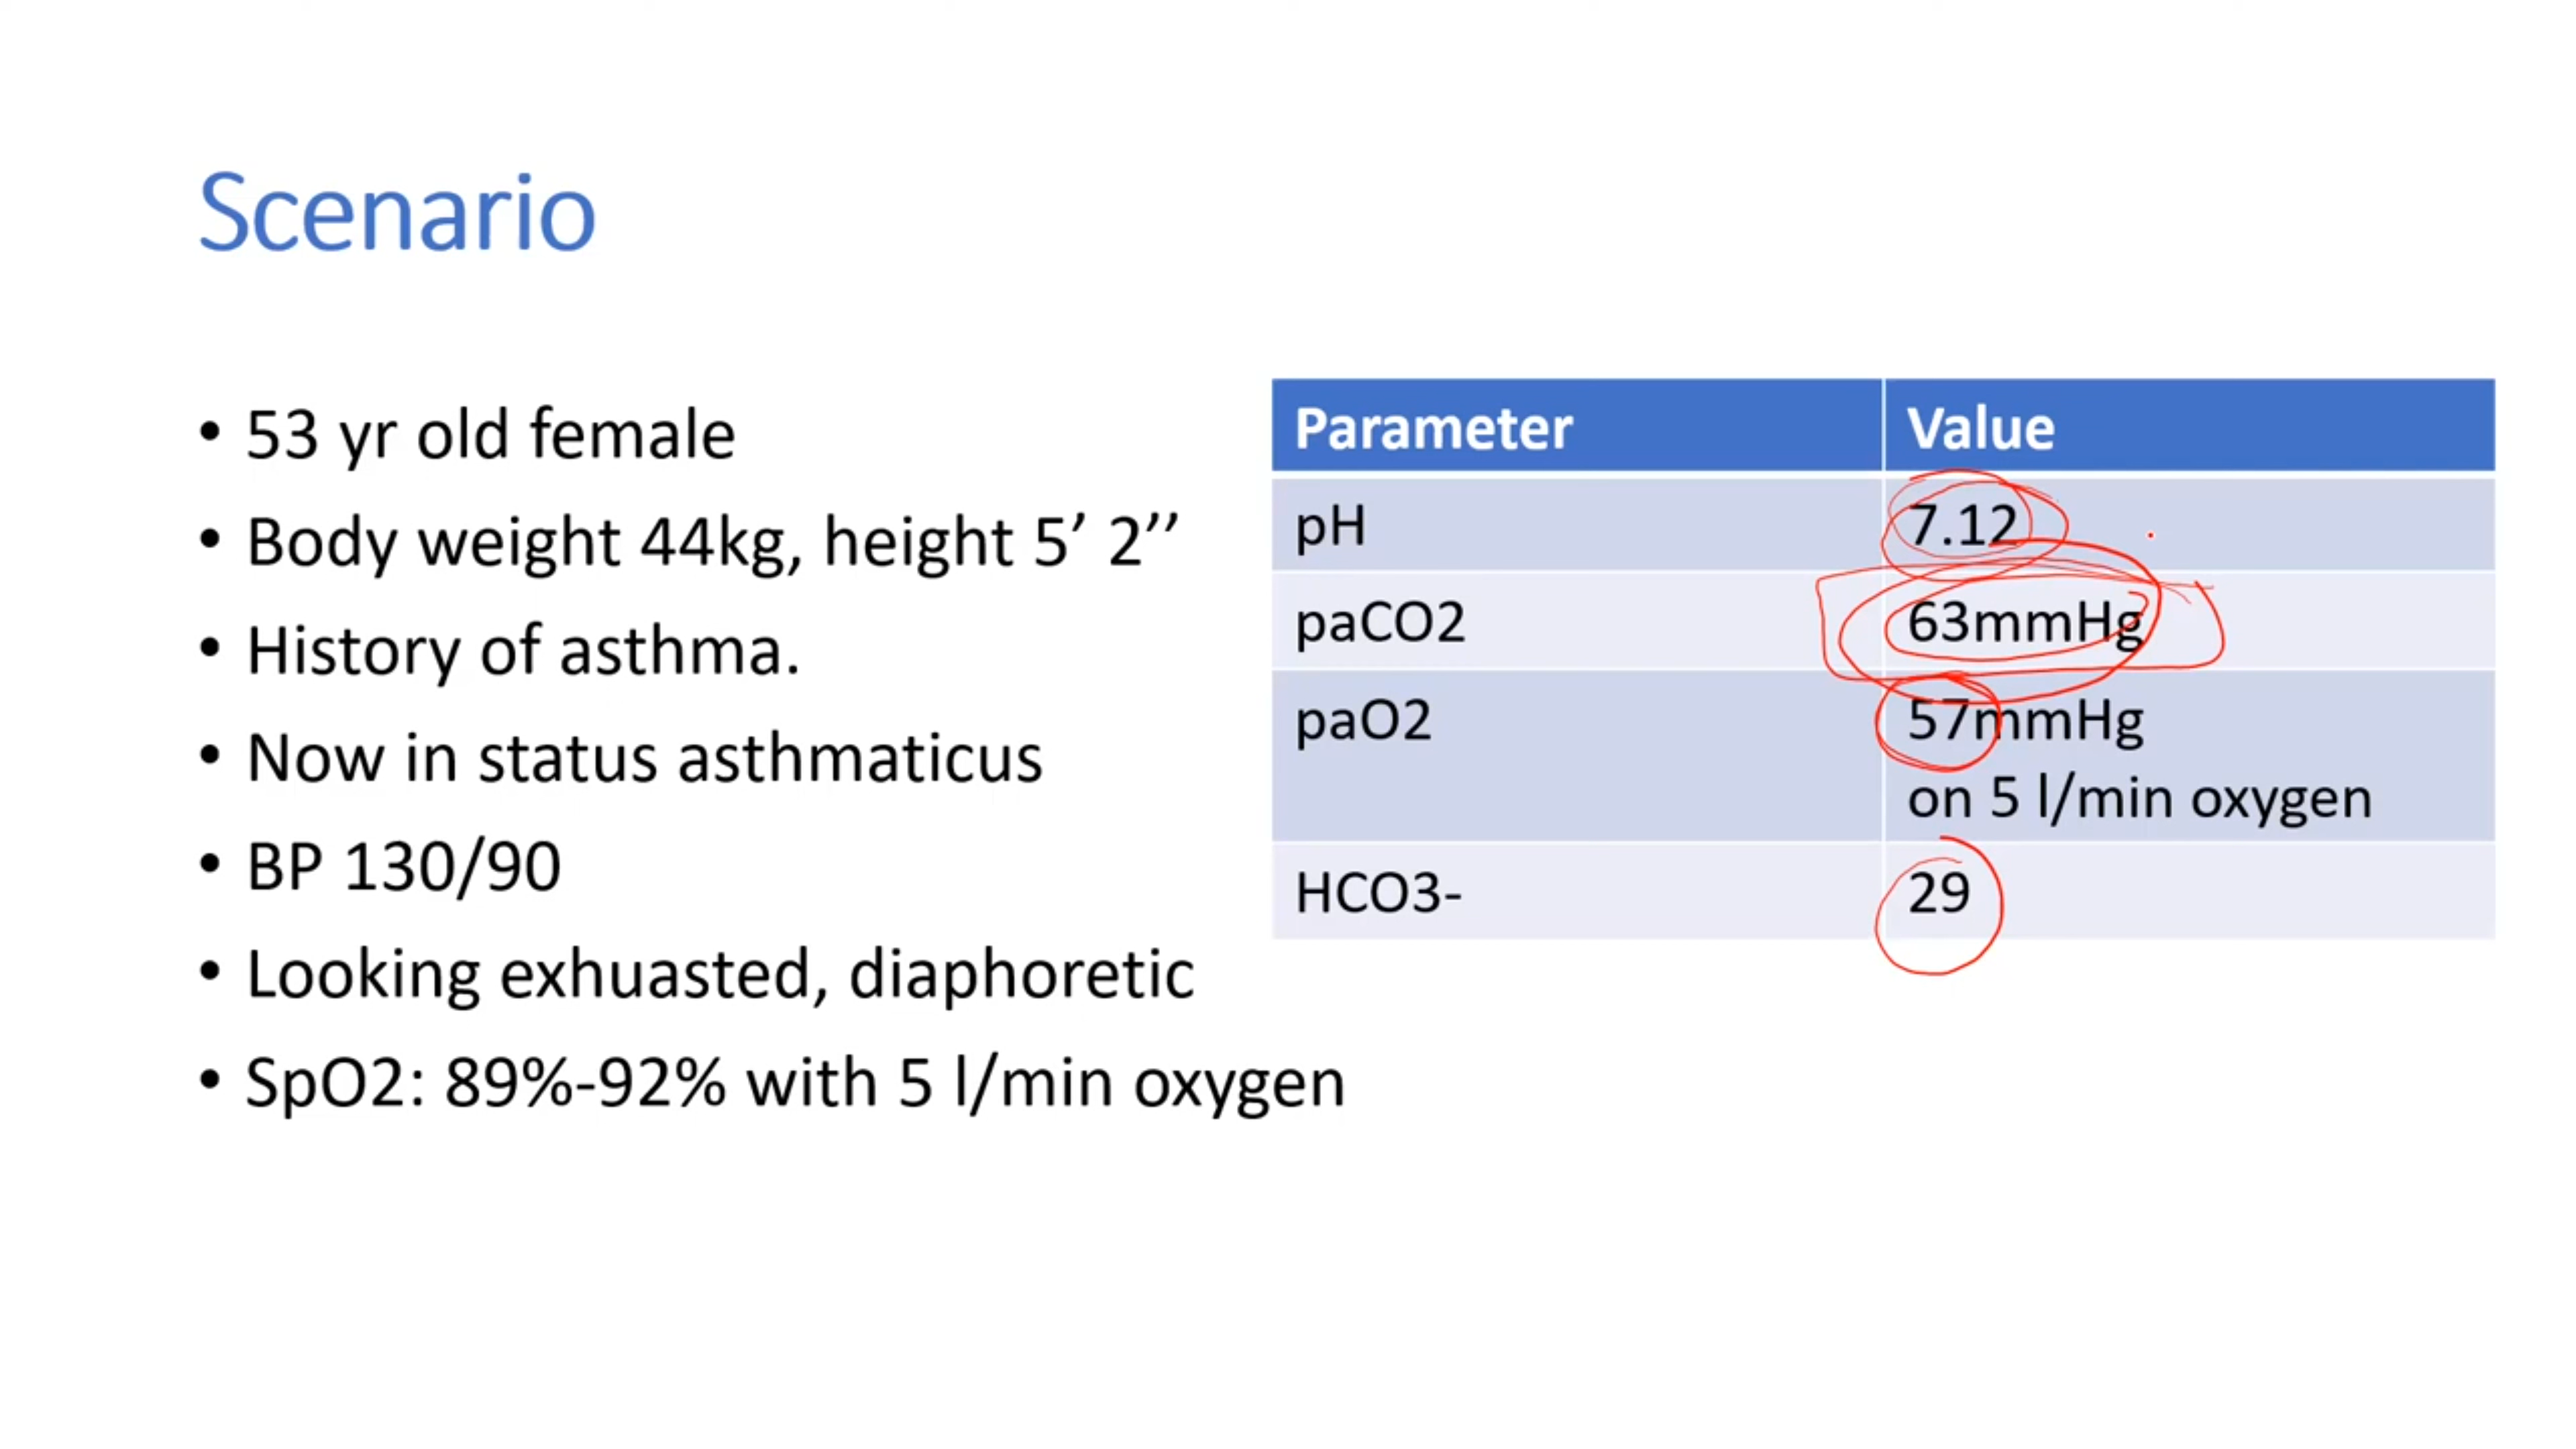 Scenario
• 53 yr old female
• Body weight 44kg, height 5’ 2’’
• History of asthma.
• Now in status asthmaticus
• BP 130/90
• Looking exhuasted, diaphoretic
• SpO2: 89%-92% with 5 l/min oxygen
Parameter Value
pH 7.12
paCO2 63mmHg
paO2 57mmHg
on 5 l/min oxygen
HCO3- 29